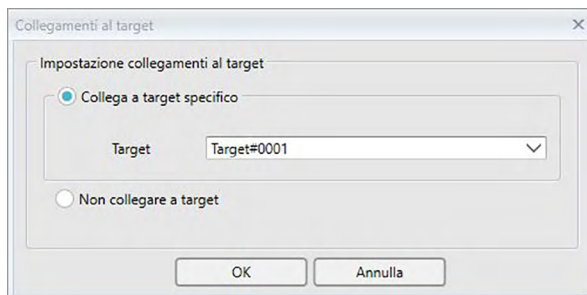 Collegamenti al target
Impostazione collegamenti al target
Collega a target specifico
Target Target#0001
Non collegare a target
OK Annulla